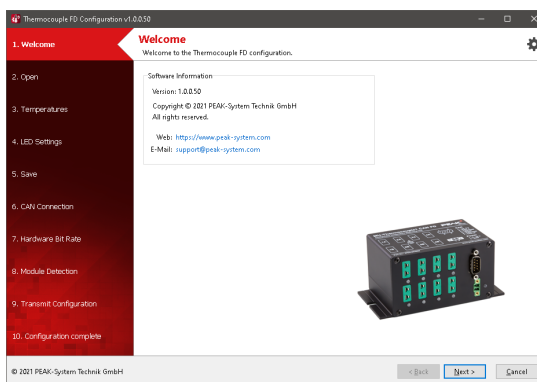 Thermocouple FD Configuration v1.0.0.50
1. Welcome
2. Open
3. Temperatures
4. LED Settings
5. Save
6. CAN Connection
7. Hardware Bit Rate
8. Module Detection
9. Transmit Configuration
10. Configuration complete
Welcome
Welcome to the Thermocouple FD configuration.
Software Information
Version: 1.0.0.50
Copyright © 2021 PEAK-System Technik GmbH
All rights reserved.
Web: https://www.peak-system.com
E-Mail: support@peak-system.com
PEAK
© 2021 PEAK-System Technik GmbH
< Back
Next >
Cancel